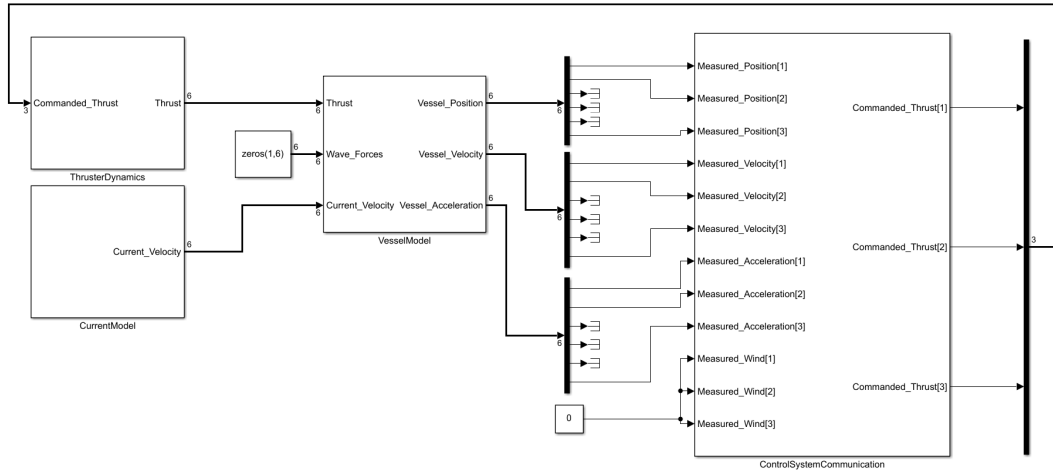 Commanded_Thrust
3
Thrust
6
ThrusterDynamics
Current_Velocity
6
CurrentModel
zeros(1,6)
6
6
Thrust
6
Wave_Forces
6
Current_Velocity
Vessel_Position
6
Vessel_Velocity
6
Vessel_Acceleration
6
VesselModel
6
6
6
0
Measured_Position[1]
Measured_Position[2]
Measured_Position[3]
Measured_Velocity[1]
Measured_Velocity[2]
Measured_Velocity[3]
Measured_Acceleration[1]
Measured_Acceleration[2]
Measured_Acceleration[3]
Measured_Wind[1]
Measured_Wind[2]
Measured_Wind[3]
Commanded_Thrust[1]
Commanded_Thrust[2]
Commanded_Thrust[3]
ControlSystemCommunication
3